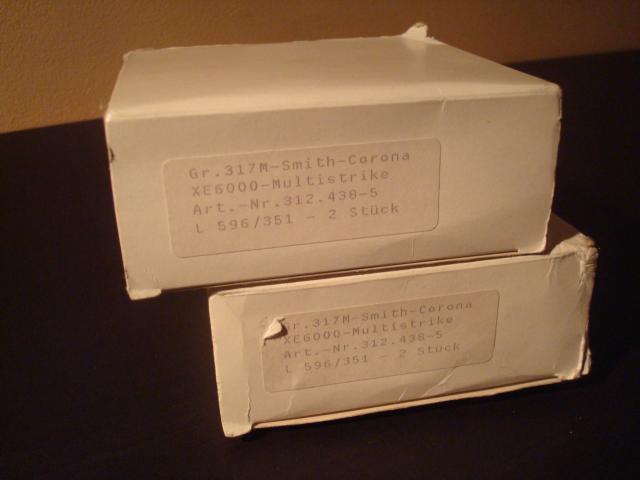 Gr.317M-Smith-Corona
XE6000-Multistrike
Art.-Nr.312.438-5
L 596/351 - 2 Stück
Gr.317M-Smith-Corona
XE6000-Multistrike
Art.-Nr.312.438-5
L 596/351 - 2 Stück